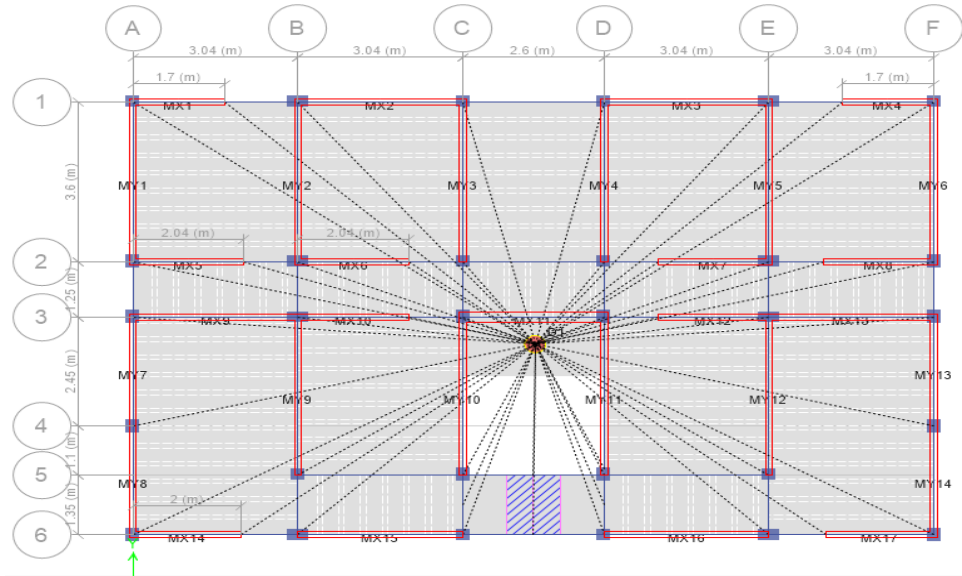 A B C D E F
3.04 (m) 3.04 (m) 2.6 (m) 3.04 (m) 3.04 (m)
1.7 (m) 1.7 (m)
1 MX1 MX2 MX3 MX4
3.6 (m) MY1 MY2 MY3 MY4 MY5 MY6
2.04 (m) 2.04 (m)
2 MX5 MX6 MX7 MX8
1.25 (m)
3 MX9 MX10 MX11 MX12 MX13
2.45 (m) MY7 MY13
MY9 MY10 MY11 MY12
4
1.1 (m)
5 MY8 MY14
1.35 (m) 2 (m)
6 MX14 MX15 MX16 MX17